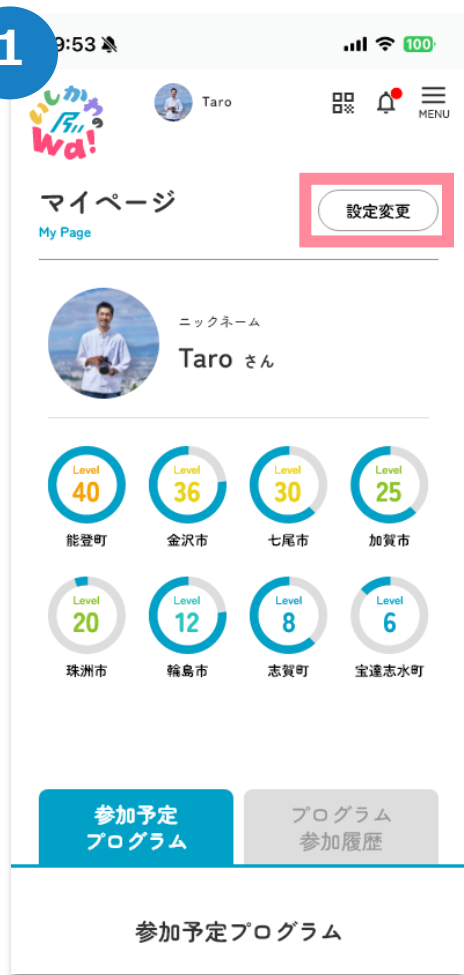 1
9:53
100
いしかわ
Wa!
Taro
MENU
マイページ
設定変更
My Page
ニックネーム
Taro さん
Level Level Level Level
40 36 30 25
能登町 金沢市 七尾市 加賀市
Level Level Level Level
20 12 8 6
珠洲市 輪島市 志賀町 宝達志水町
参加予定
プログラム
プログラム
参加履歴
参加予定プログラム